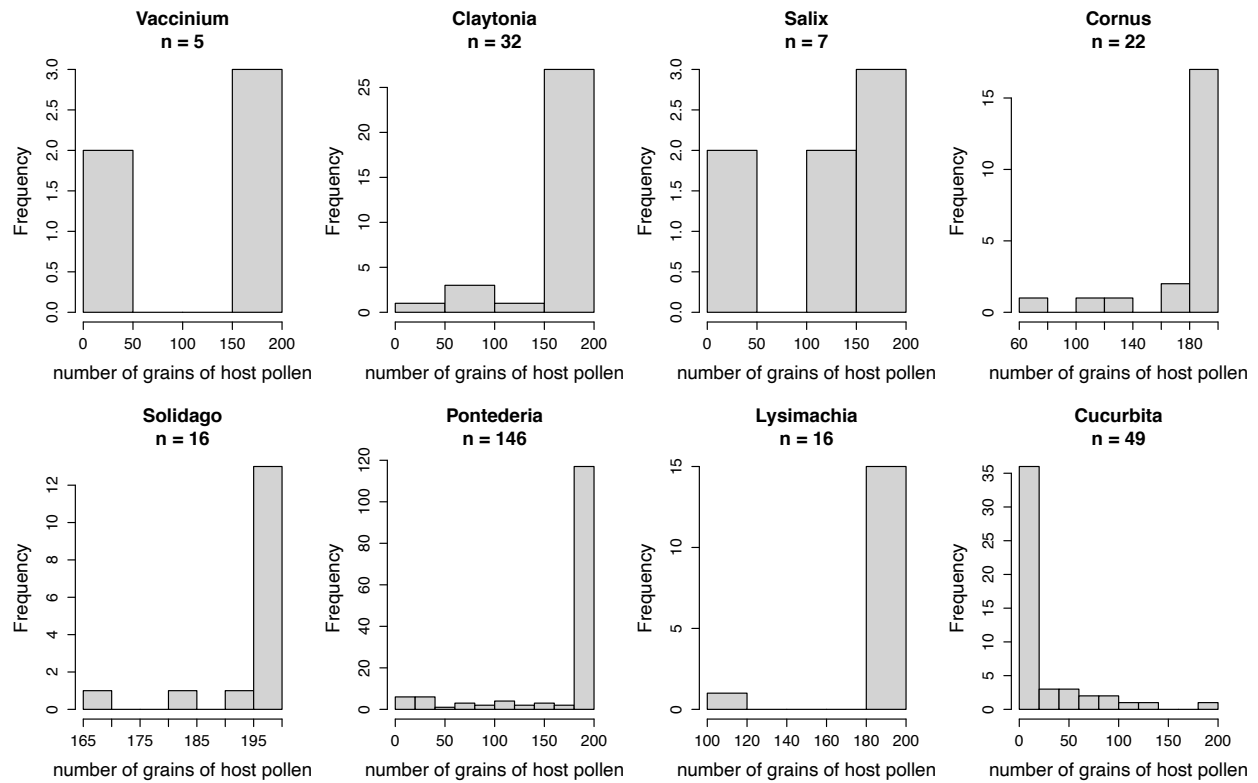 Vaccinium
n = 5
Frequency
0.0 0.5 1.0 1.5 2.0 2.5 3.0
0 50 100 150 200
number of grains of host pollen
Claytonia
n = 32
Frequency
0 5 10 15 20 25
0 50 100 150 200
number of grains of host pollen
Salix
n = 7
Frequency
0.0 0.5 1.0 1.5 2.0 2.5 3.0
0 50 100 150 200
number of grains of host pollen
Cornus
n = 22
Frequency
0 5 10 15
60 100 140 180
number of grains of host pollen
Solidago
n = 16
Frequency
0 2 4 6 8 10 12
165 175 185 195
number of grains of host pollen
Pontederia
n = 146
Frequency
0 20 40 60 80 100 120
0 50 100 150 200
number of grains of host pollen
Lysimachia
n = 16
Frequency
0 5 10 15
100 120 140 160 180 200
number of grains of host pollen
Cucurbita
n = 49
Frequency
0 5 10 15 20 25 30 35
0 50 100 150 200
number of grains of host pollen